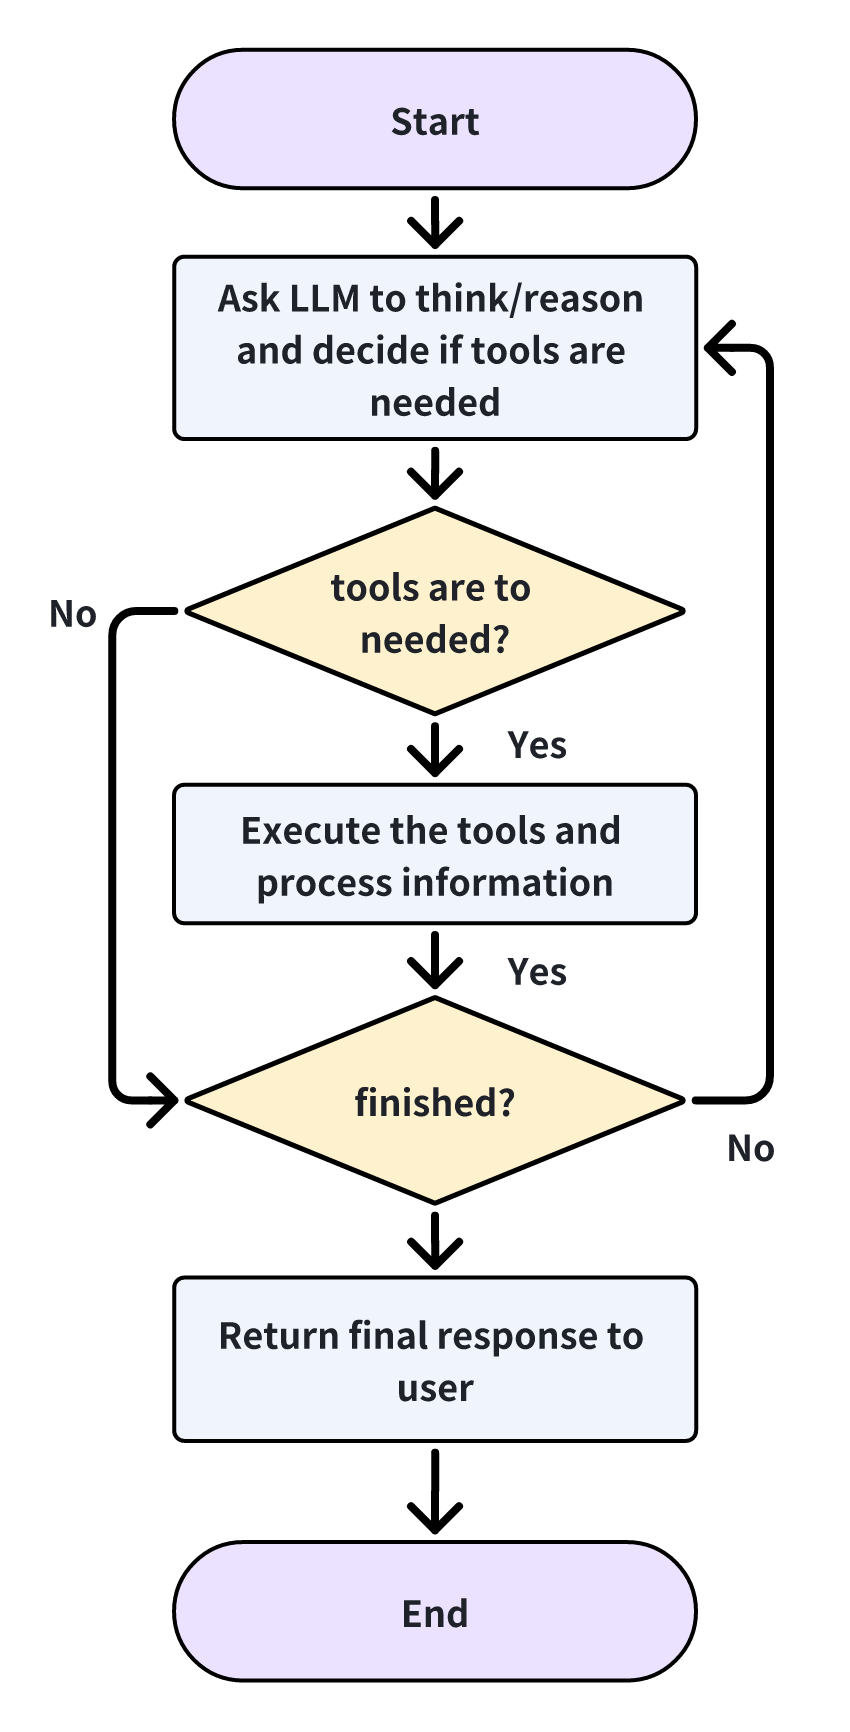 Start
Ask LLM to think/reason
and decide if tools are
needed
tools are to
needed?
No
Yes
Execute the tools and
process information
Yes
finished?
No
Return final response to
user
End